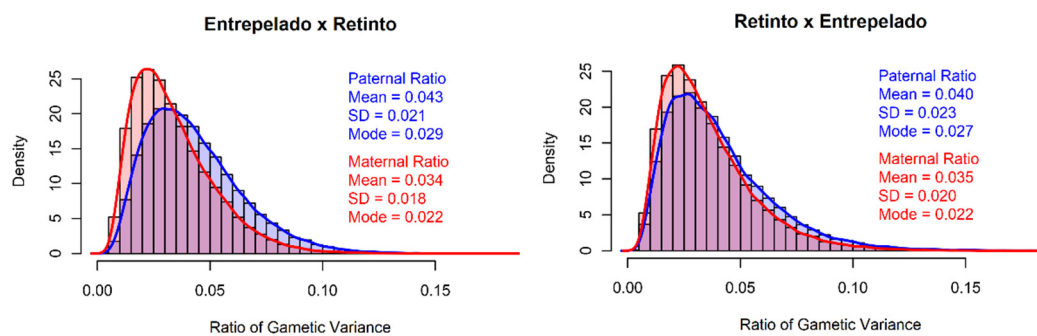 Entrepelado x Retinto
25
20
15
10
5
0
Density
Paternal Ratio
Mean = 0.043
SD = 0.021
Mode = 0.029
Maternal Ratio
Mean = 0.034
SD = 0.018
Mode = 0.022
0.00 0.05 0.10 0.15
Ratio of Gametic Variance
Retinto x Entrepelado
25
20
15
10
5
0
Density
Paternal Ratio
Mean = 0.040
SD = 0.023
Mode = 0.027
Maternal Ratio
Mean = 0.035
SD = 0.020
Mode = 0.022
0.00 0.05 0.10 0.15
Ratio of Gametic Variance